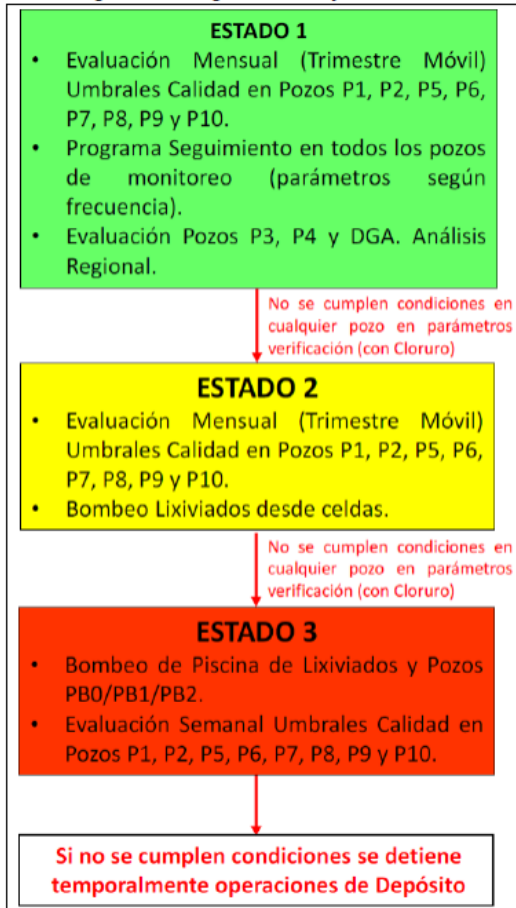 ESTADO 1
• Evaluación Mensual (Trimestre Móvil)
Umbrales Calidad en Pozos P1, P2, P5, P6,
P7, P8, P9 y P10.
• Programa Seguimiento en todos los pozos
de monitoreo (parámetros según
frecuencia).
• Evaluación Pozos P3, P4 y DGA. Análisis
Regional.
No se cumplen condiciones en
cualquier pozo en parámetros
verificación (con Cloruro)
ESTADO 2
• Evaluación Mensual (Trimestre Móvil)
Umbrales Calidad en Pozos P1, P2, P5, P6,
P7, P8, P9 y P10.
• Bombeo Lixiviados desde celdas.
No se cumplen condiciones en
cualquier pozo en parámetros
verificación (con Cloruro)
ESTADO 3
• Bombeo de Piscina de Lixiviados y Pozos
PB0/PB1/PB2.
• Evaluación Semanal Umbrales Calidad en
Pozos P1, P2, P5, P6, P7, P8, P9 y P10.
Si no se cumplen condiciones se detiene
temporalmente operaciones de Depósito